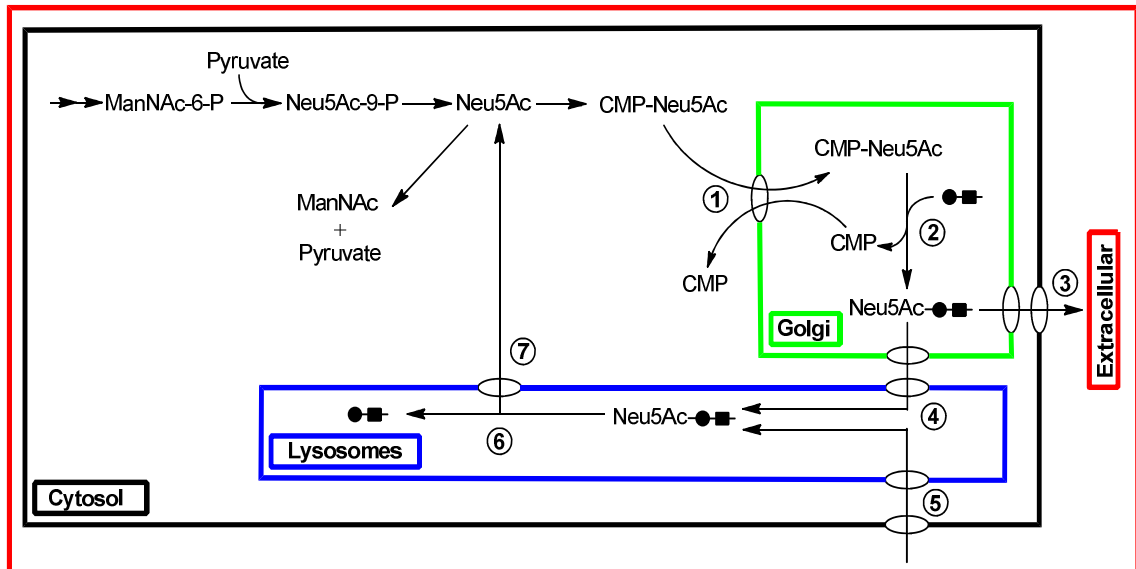 Pyruvate
ManNAc-6-P
Neu5Ac-9-P
Neu5Ac
CMP-Neu5Ac
CMP-Neu5Ac
ManNAc
+
Pyruvate
1
2
CMP
CMP
3
Neu5Ac
Golgi
Extracellular
7
Neu5Ac
4
6
Lysosomes
5
Cytosol